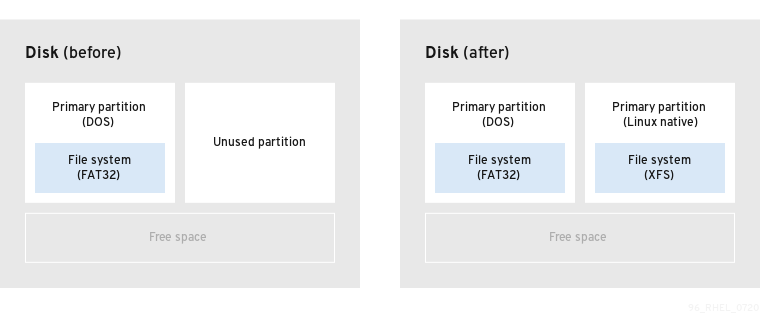 Disk (before)
Primary partition
(DOS)
File system
(FAT32)
Unused partition
Free space
Disk (after)
Primary partition
(DOS)
File system
(FAT32)
Primary partition
(Linux native)
File system
(XFS)
Free space
96_RHEL_0720